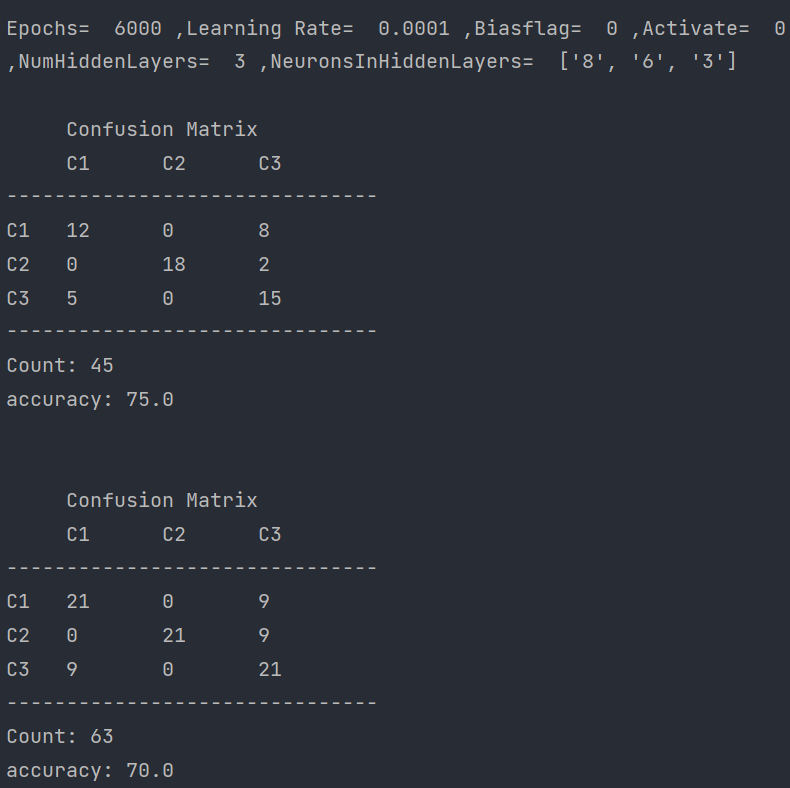 Epochs=  6000 ,Learning Rate=  0.0001 ,Biasflag=  0 ,Activate=  0
,NumHiddenLayers=  3 ,NeuronsInHiddenLayers=  ['8', '6', '3']
     Confusion Matrix
     C1      C2      C3
-------------------------------
C1   12      0       8
C2   0       18      2
C3   5       0       15
-------------------------------
Count: 45
accuracy: 75.0
     Confusion Matrix
     C1      C2      C3
-------------------------------
C1   21      0       9
C2   0       21      9
C3   9       0       21
-------------------------------
Count: 63
accuracy: 70.0